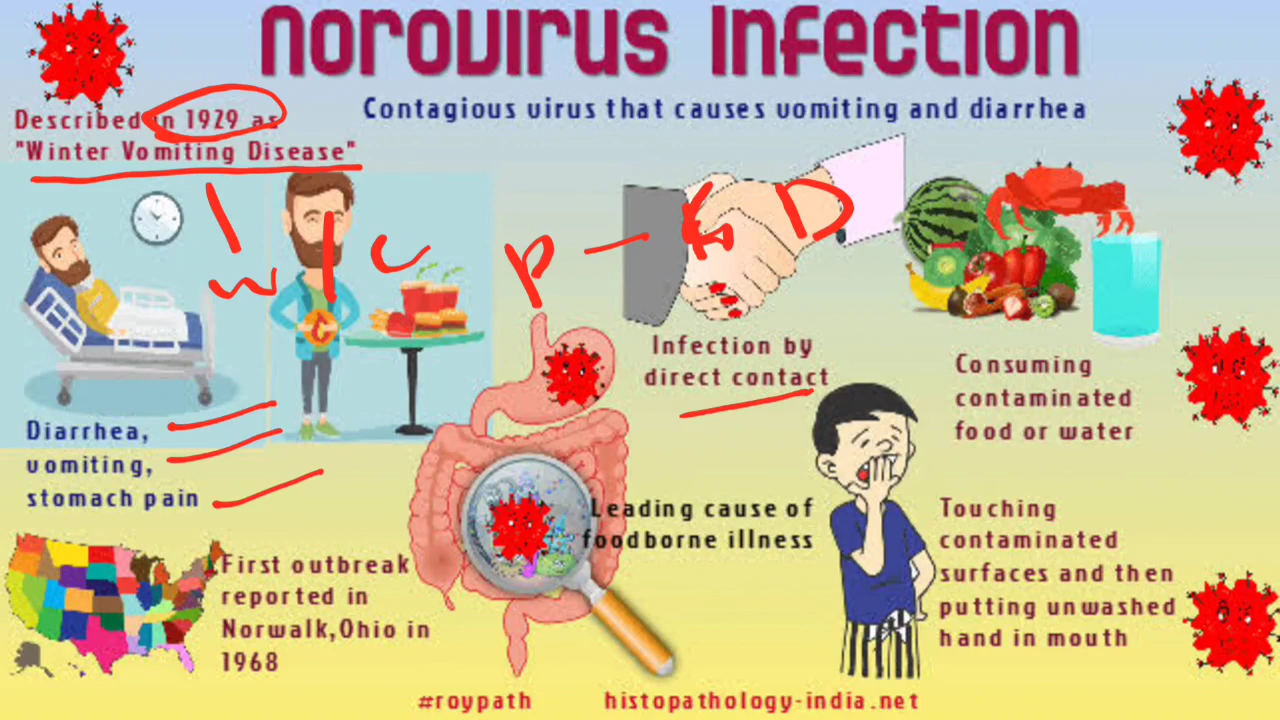 Norovirus Infection
Contagious virus that causes vomiting and diarrhea
Described in 1929 as
"Winter Vomiting Disease"
w l c p - D
Infection by
direct contact
Consuming
contaminated
food or water
Diarrhea,
vomiting,
stomach pain
Leading cause of
foodborne illness
Touching
contaminated
surfaces and then
putting unwashed
hand in mouth
First outbreak
reported in
Norwalk,Ohio in
1968
#roypath histopathology-india.net